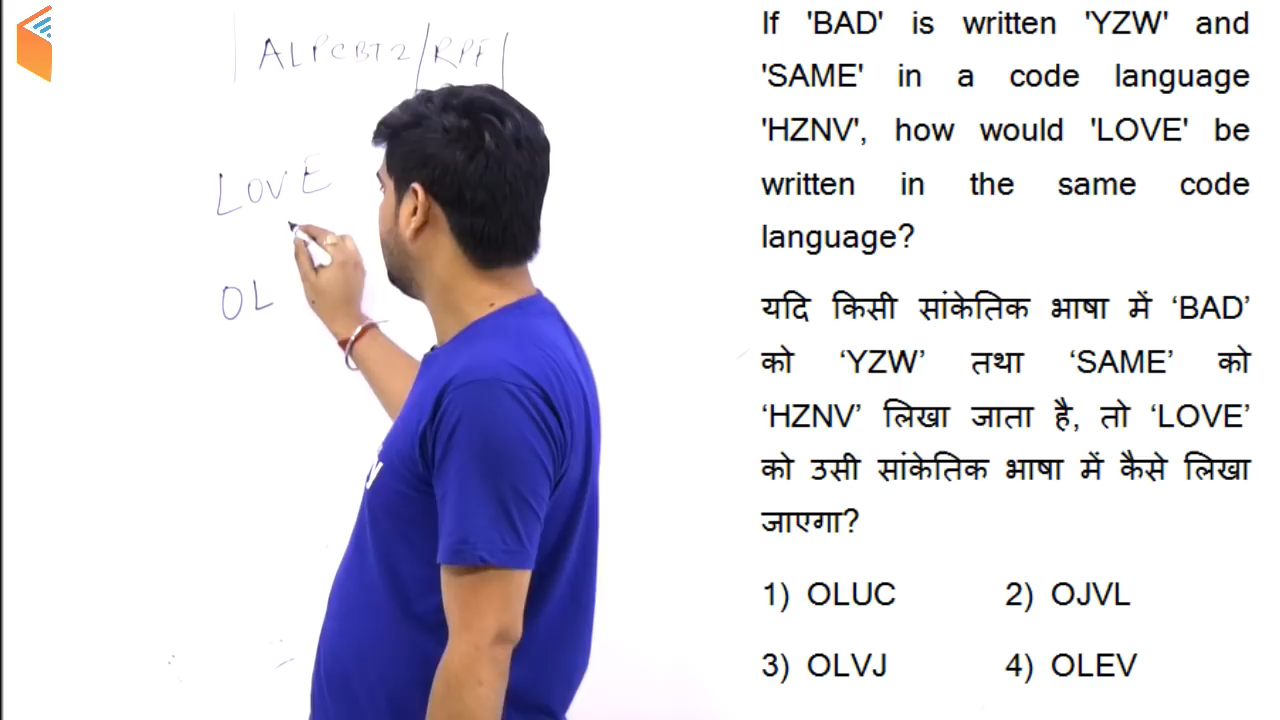 ALPCBT2/RPF
LOVE
OL
If 'BAD' is written 'YZW' and
'SAME' in a code language
'HZNV', how would 'LOVE' be
written in the same code
language?
यदि किसी सांकेतिक भाषा में ‘BAD’
को ‘YZW’ तथा ‘SAME’ को
‘HZNV’ लिखा जाता है, तो ‘LOVE’
को उसी सांकेतिक भाषा में कैसे लिखा
जाएगा?
1) OLUC 2) OJVL
3) OLVJ 4) OLEV